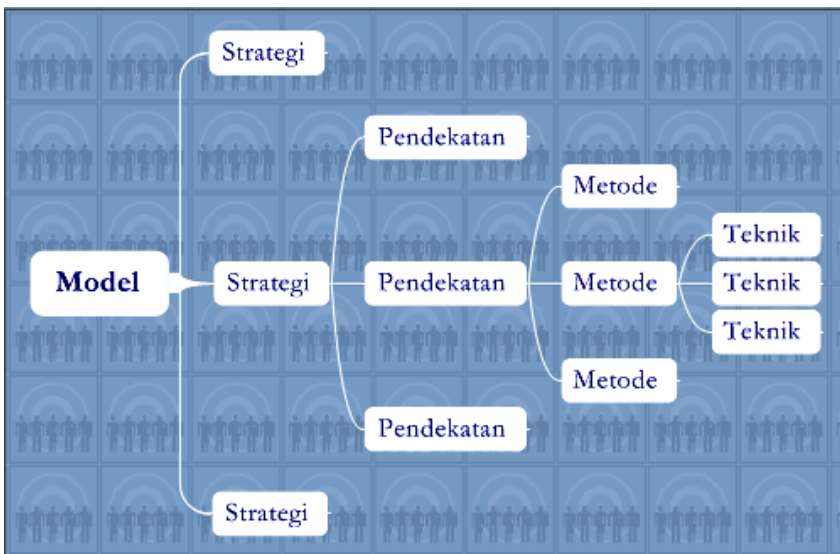 Strategi
Pendekatan
Metode
Teknik
Model
Strategi
Pendekatan
Metode
Teknik
Teknik
Metode
Pendekatan
Strategi